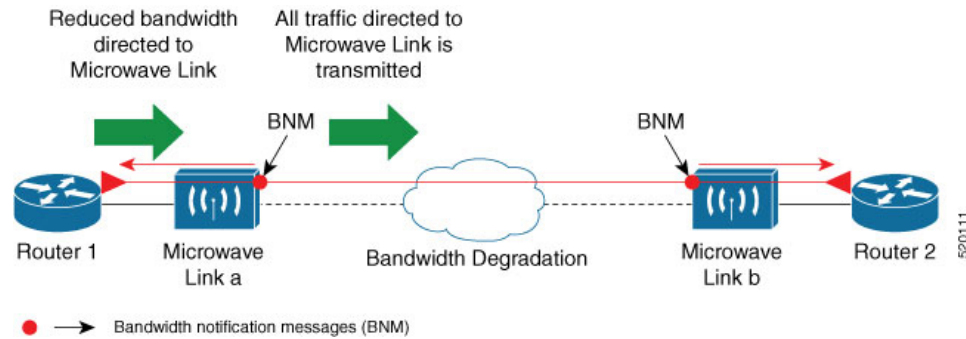 Reduced bandwidth
directed to
Microwave Link
All traffic directed to
Microwave Link is
transmitted
BNM
BNM
Router 1
Microwave
Link a
Bandwidth Degradation
Microwave
Link b
Router 2
520111
Bandwidth notification messages (BNM)